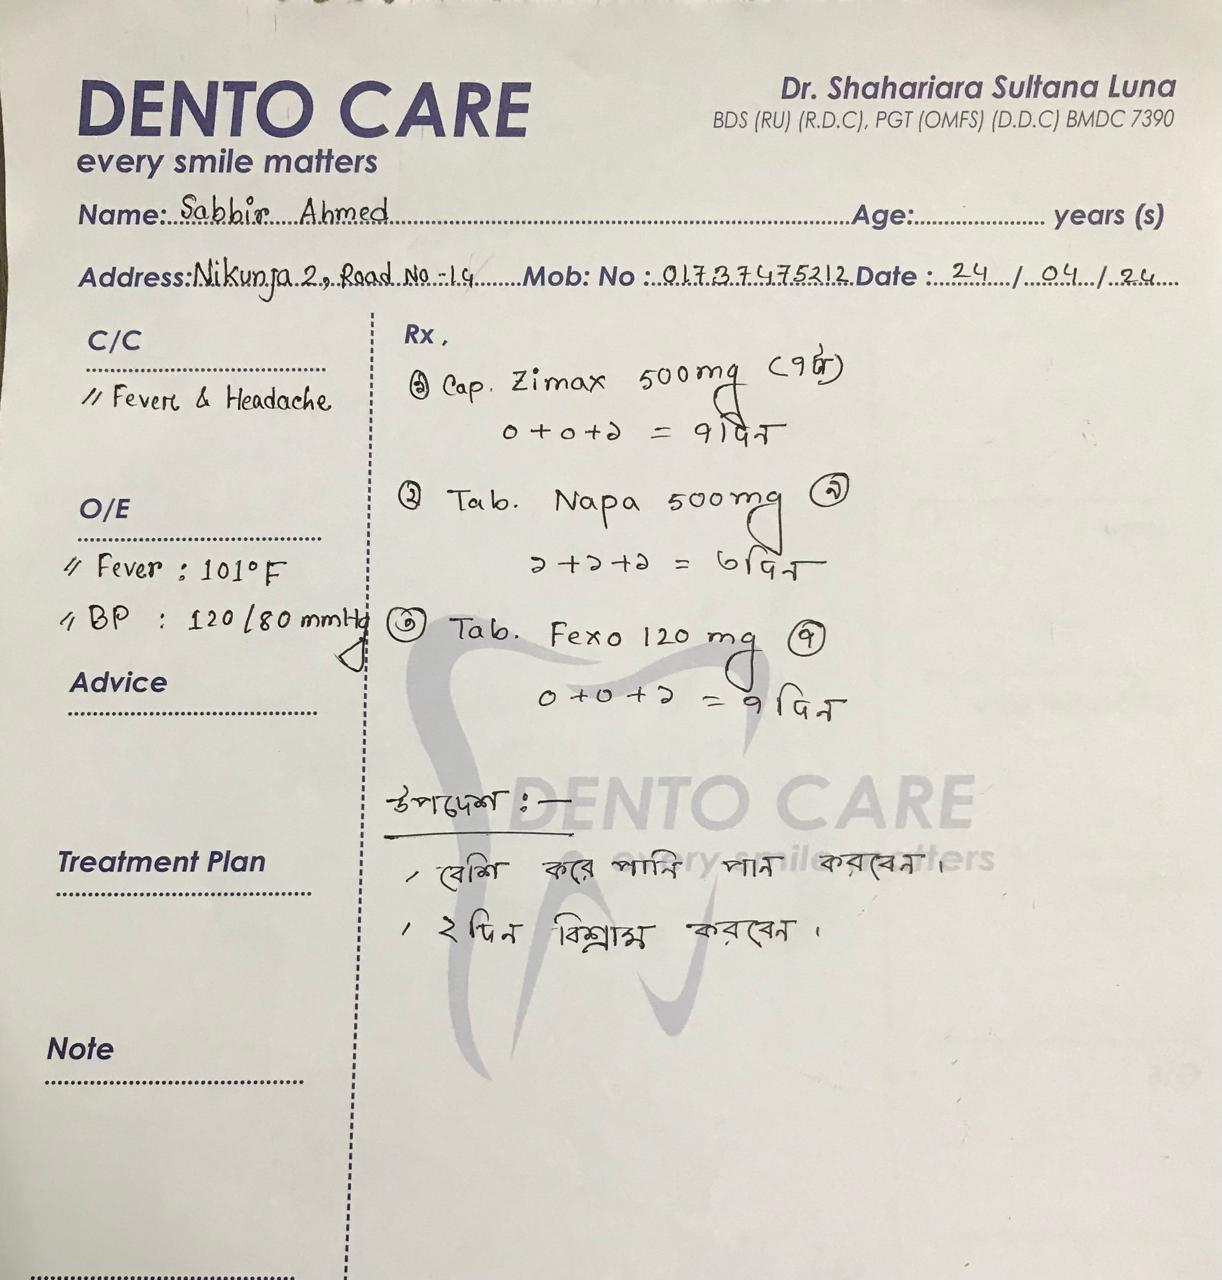 DENTO CARE
every smile matters
Dr. Shahariara Sultana Luna
BDS (RU) (R.D.C), PGT (OMFS) (D.D.C) BMDC 7390
Name: Sabbir Ahmed Age: years (s)
Address: Nikunja 2, Road No.-14 Mob: No : 01737475212 Date : 24/04/24
C/C
// Fever & Headache
O/E
// Fever : 101°F
// BP : 120/80 mmHg
Advice
Treatment Plan
Note
Rx,
① Cap. Zimax 500mg (৭টি)
০+০+১ = ৭দিন
② Tab. Napa 500mg ⑨
১+১+১ = ৩দিন
③ Tab. Fexo 120 mg ⑦
০+০+১ = ৭দিন
উপদেশ :—
, বেশি করে পানি পান করবেন।
, ২দিন বিশ্রাম করবেন।
DENTO CARE
every smile matters